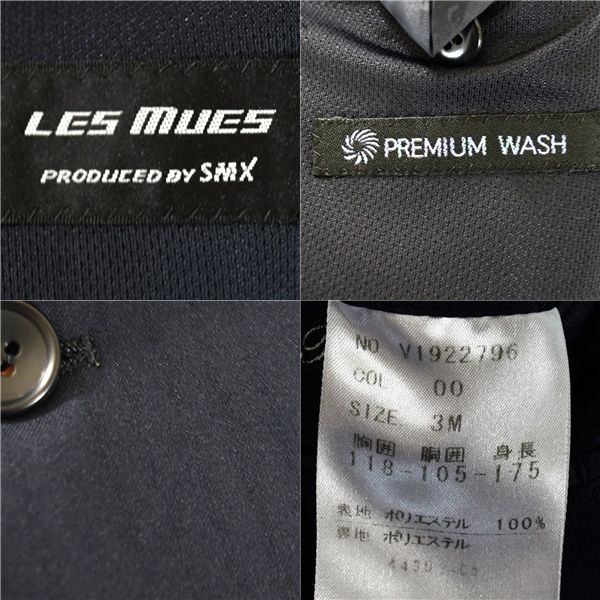 LES MUES
PRODUCED BY SMX
PREMIUM WASH
NO V1922796
COL 00
SIZE 3M
胸囲 胴囲 身長
118-105-175
表地 ポリエステル 100%
裏地 ポリエステル